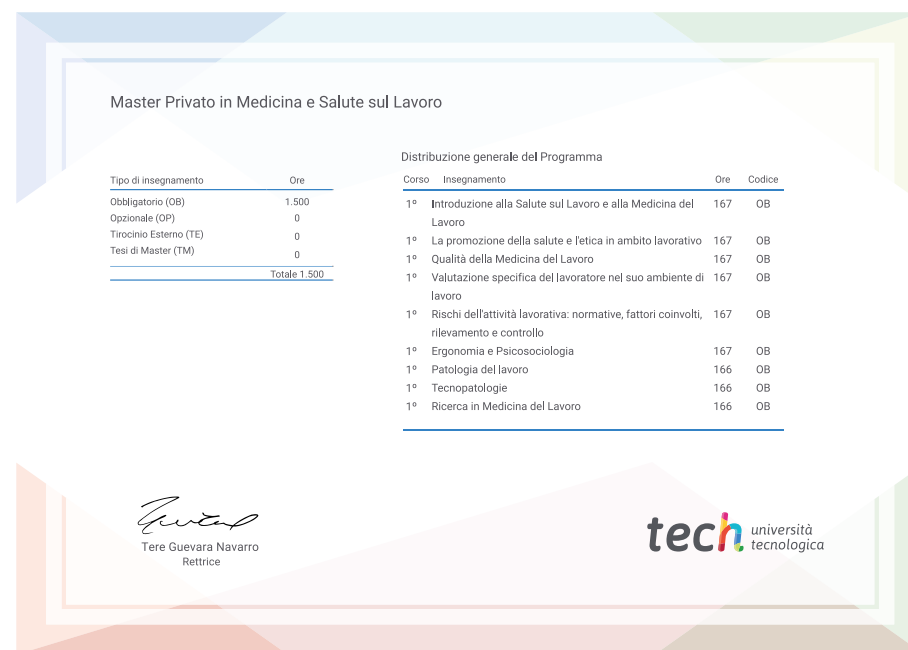 Master Privato in Medicina e Salute sul Lavoro
Tipo di insegnamento Ore
Obbligatorio (OB) 1.500
Opzionale (OP) 0
Tirocinio Esterno (TE) 0
Tesi di Master (TM) 0
Totale 1.500
Distribuzione generale del Programma
Corso Insegnamento Ore Codice
1º Introduzione alla Salute sul Lavoro e alla Medicina del 167 OB
Lavoro
1º La promozione della salute e l'etica in ambito lavorativo 167 OB
1º Qualità della Medicina del Lavoro 167 OB
1º Valutazione specifica del lavoratore nel suo ambiente di 167 OB
lavoro
1º Rischi dell'attività lavorativa: normative, fattori coinvolti, 167 OB
rilevamento e controllo
1º Ergonomia e Psicosociologia 167 OB
1º Patologia del lavoro 166 OB
1º Tecnopatologie 166 OB
1º Ricerca in Medicina del Lavoro 166 OB
Tere Guevara Navarro
Rettrice
tech università
tecnologica